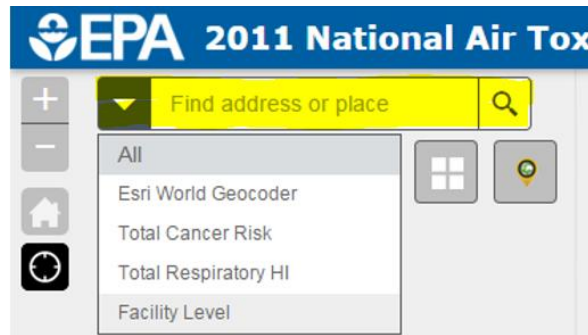 EPA 2011 National Air Tox
Find address or place
All
Esri World Geocoder
Total Cancer Risk
Total Respiratory HI
Facility Level